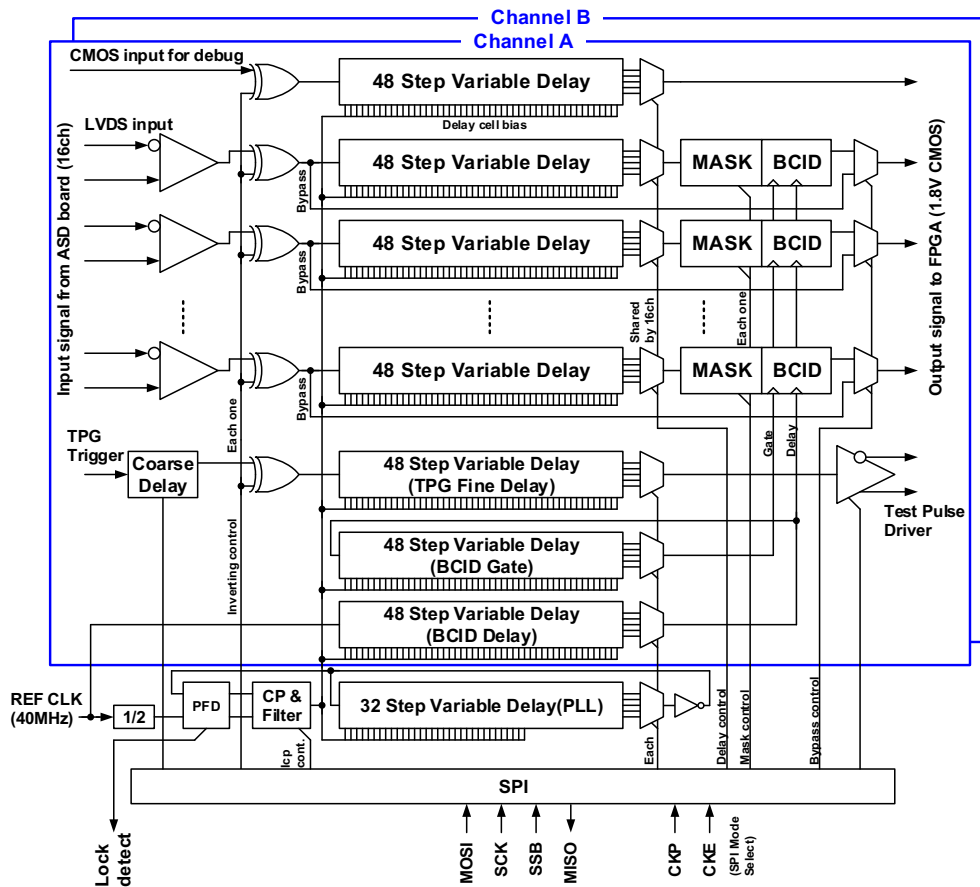 Channel B
Channel A
CMOS input for debug
48 Step Variable Delay
Delay cell bias
LVDS input
48 Step Variable Delay
MASK
BCID
Bypass
48 Step Variable Delay
MASK
BCID
Bypass
Input signal from ASD board (16ch)
Output signal to FPGA (1.8V CMOS)
Shared
by 16ch
Each one
48 Step Variable Delay
MASK
BCID
Bypass
Each one
Gate
Delay
TPG
Trigger
Coarse
Delay
48 Step Variable Delay
(TPG Fine Delay)
Test Pulse
Driver
Inverting control
48 Step Variable Delay
(BCID Gate)
48 Step Variable Delay
(BCID Delay)
REF CLK
(40MHz)
1/2
PFD
CP &
Filter
32 Step Variable Delay(PLL)
Icp
cont.
Each
Delay control
Mask control
Bypass control
SPI
Lock
detect
MOSI
SCK
SSB
MISO
CKP
CKE
(SPI Mode
Select)